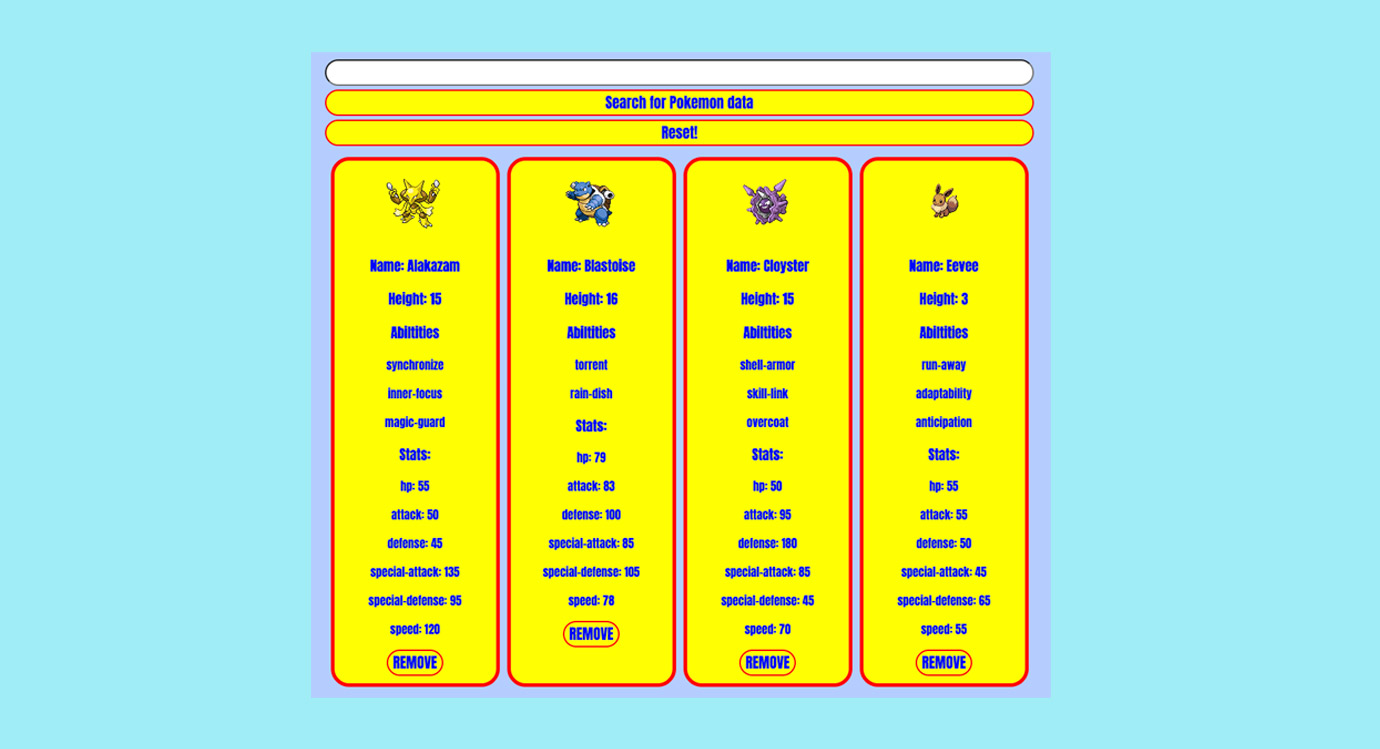 Search for Pokemon data
Reset!
Name: Alakazam
Height: 15
Abiltities
synchronize
inner-focus
magic-guard
Stats:
hp: 55
attack: 50
defense: 45
special-attack: 135
special-defense: 95
speed: 120
REMOVE
Name: Blastoise
Height: 16
Abiltities
torrent
rain-dish
Stats:
hp: 79
attack: 83
defense: 100
special-attack: 85
special-defense: 105
speed: 78
REMOVE
Name: Cloyster
Height: 15
Abiltities
shell-armor
skill-link
overcoat
Stats:
hp: 50
attack: 95
defense: 180
special-attack: 85
special-defense: 45
speed: 70
REMOVE
Name: Eevee
Height: 3
Abiltities
run-away
adaptability
anticipation
Stats:
hp: 55
attack: 55
defense: 50
special-attack: 45
special-defense: 65
speed: 55
REMOVE